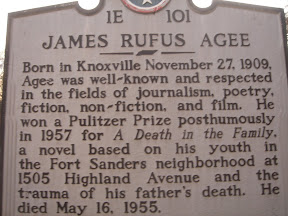 1E 101
JAMES RUFUS AGEE
Born in Knoxville November 27, 1909,
Agee was well-known and respected
in the fields of journalism, poetry,
fiction, non-fiction, and film. He
won a Pulitzer Prize posthumously
in 1957 for A Death in the Family,
a novel based on his youth in
the Fort Sanders neighborhood at
1505 Highland Avenue and the
trauma of his father's death. He
died May 16, 1955.